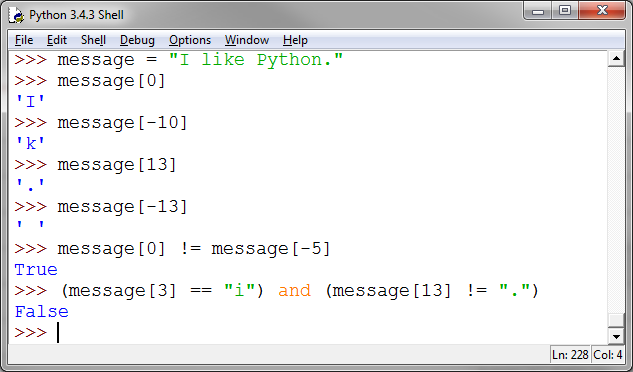 Python 3.4.3 Shell
File Edit Shell Debug Options Window Help
>>> message = "I like Python."
>>> message[0]
'I'
>>> message[-10]
'k'
>>> message[13]
'.'
>>> message[-13]
' '
>>> message[0] != message[-5]
True
>>> (message[3] == "i") and (message[13] != ".")
False
>>>
Ln: 228 Col: 4